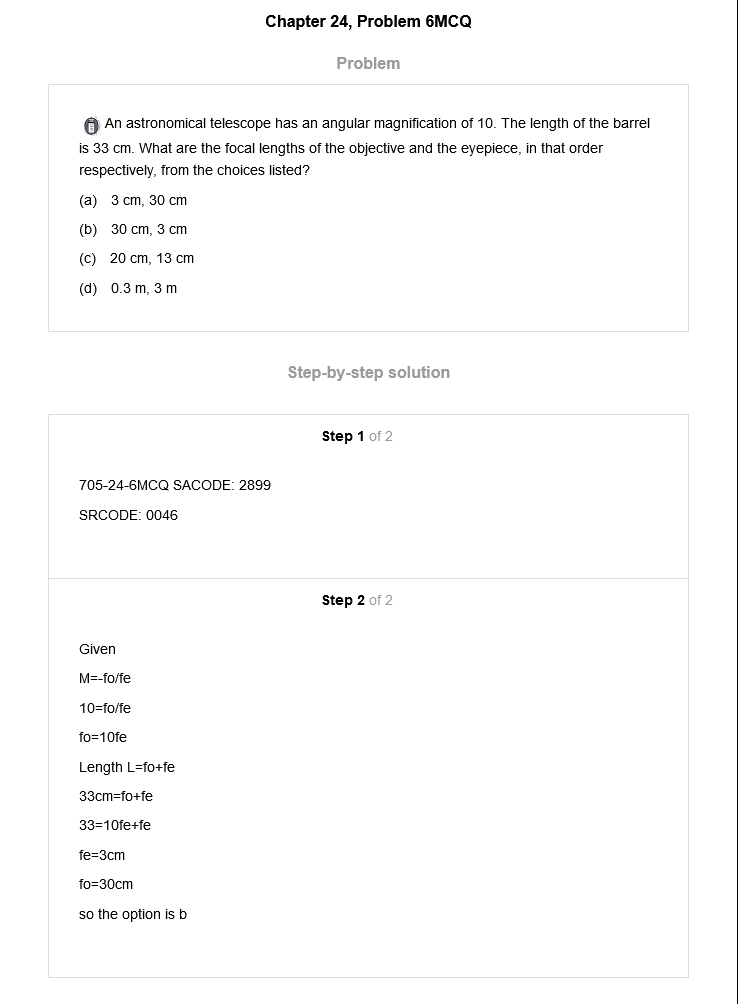 Chapter 24, Problem 6MCQ
Problem
An astronomical telescope has an angular magnification of 10. The length of the barrel
is 33 cm. What are the focal lengths of the objective and the eyepiece, in that order
respectively, from the choices listed?
(a) 3 cm, 30 cm
(b) 30 cm, 3 cm
(c) 20 cm, 13 cm
(d) 0.3 m, 3 m
Step-by-step solution
Step 1 of 2
705-24-6MCQ SACODE: 2899
SRCODE: 0046
Step 2 of 2
Given
M=-fo/fe
10=fo/fe
fo=10fe
Length L=fo+fe
33cm=fo+fe
33=10fe+fe
fe=3cm
fo=30cm
so the option is b